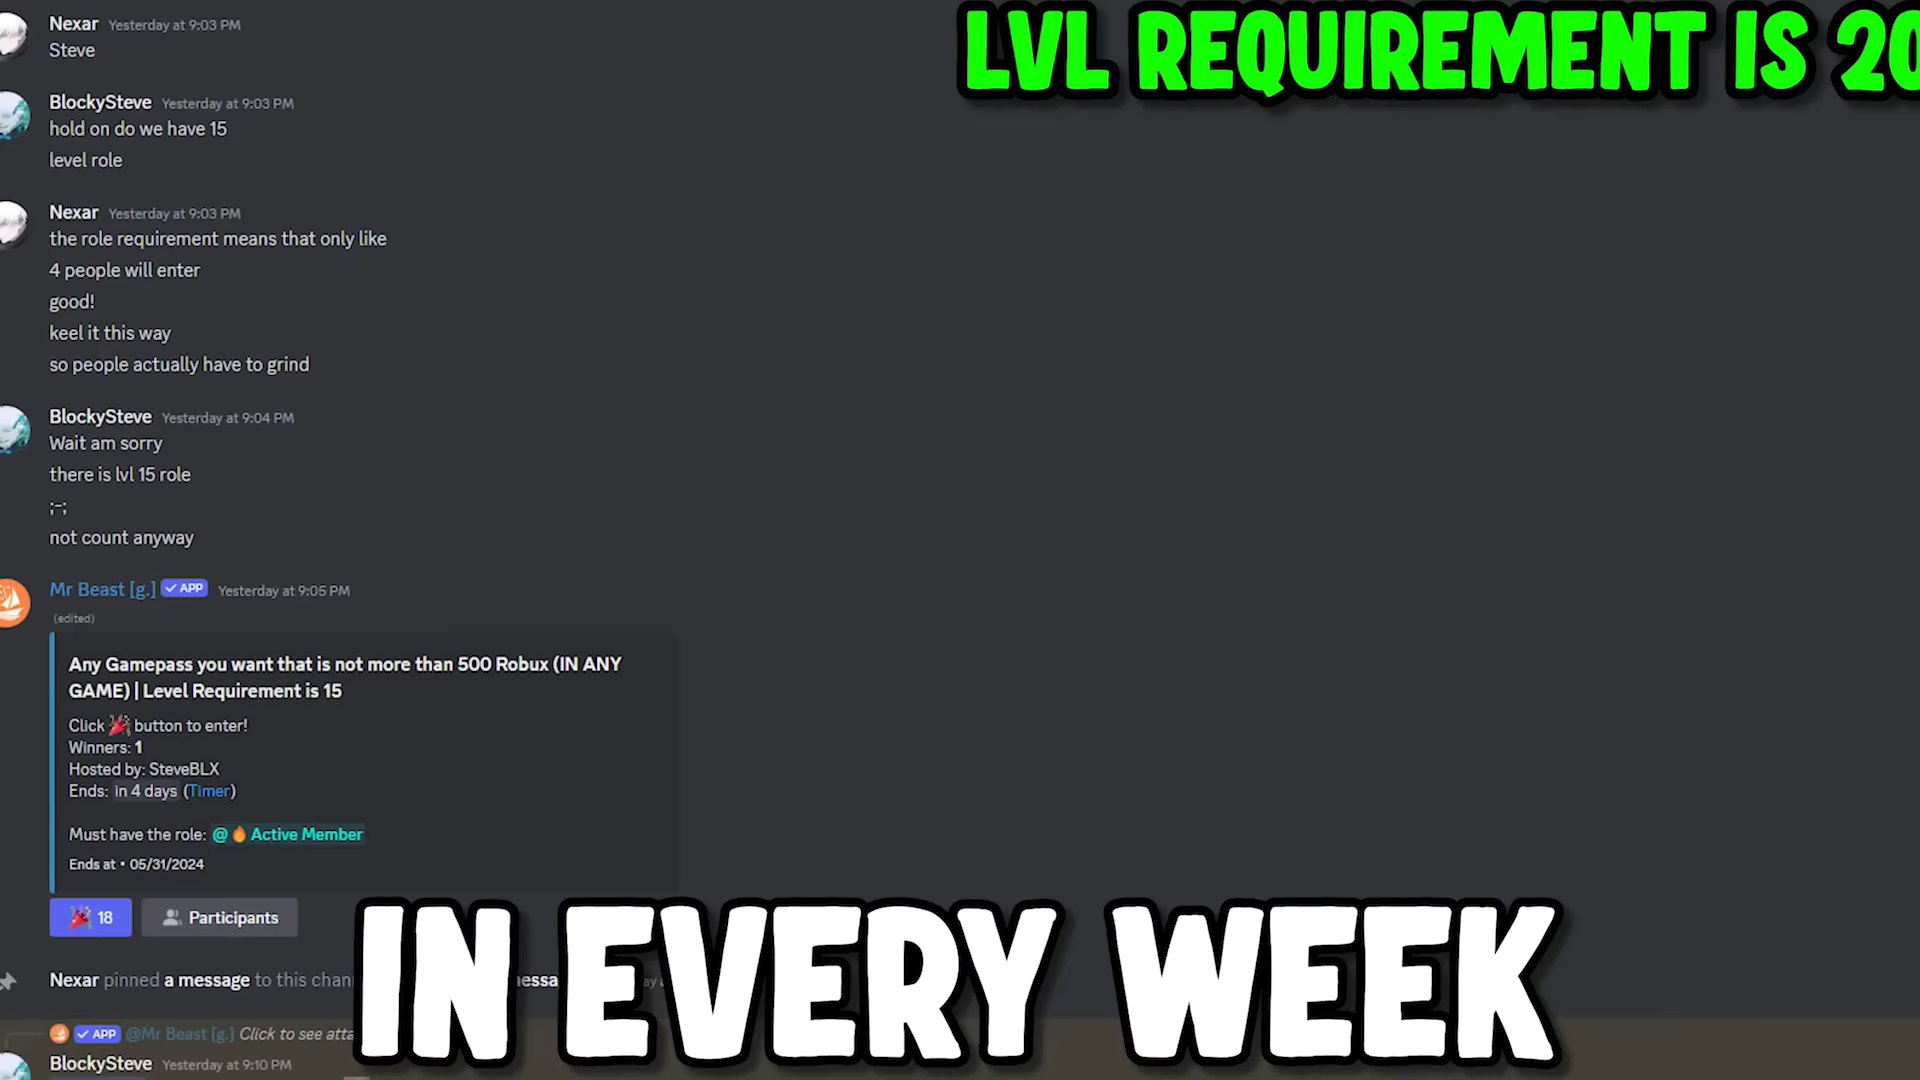 Nexar Yesterday at 9:03 PM
LVL REQUIREMENT IS 20
Steve
BlockySteve Yesterday at 9:03 PM
hold on do we have 15
level role
Nexar Yesterday at 9:03 PM
the role requirement means that only like
4 people will enter
good!
keel it this way
so people actually have to grind
BlockySteve Yesterday at 9:04 PM
Wait am sorry
there is lvl 15 role
;-;
not count anyway
Mr Beast [g.] APP Yesterday at 9:05 PM
(edited)
Any Gamepass you want that is not more than 500 Robux (IN ANY
GAME) | Level Requirement is 15
Click 🎉 button to enter!
Winners: 1
Hosted by: SteveBLX
Ends: in 4 days (Timer)
Must have the role: @🔥Active Member
Ends at • 05/31/2024
🎉 18 Participants
IN EVERY WEEK
Nexar pinned a message to this
APP @Mr Beast [g.] Click to see
BlockySteve Yesterday at 9:10 PM